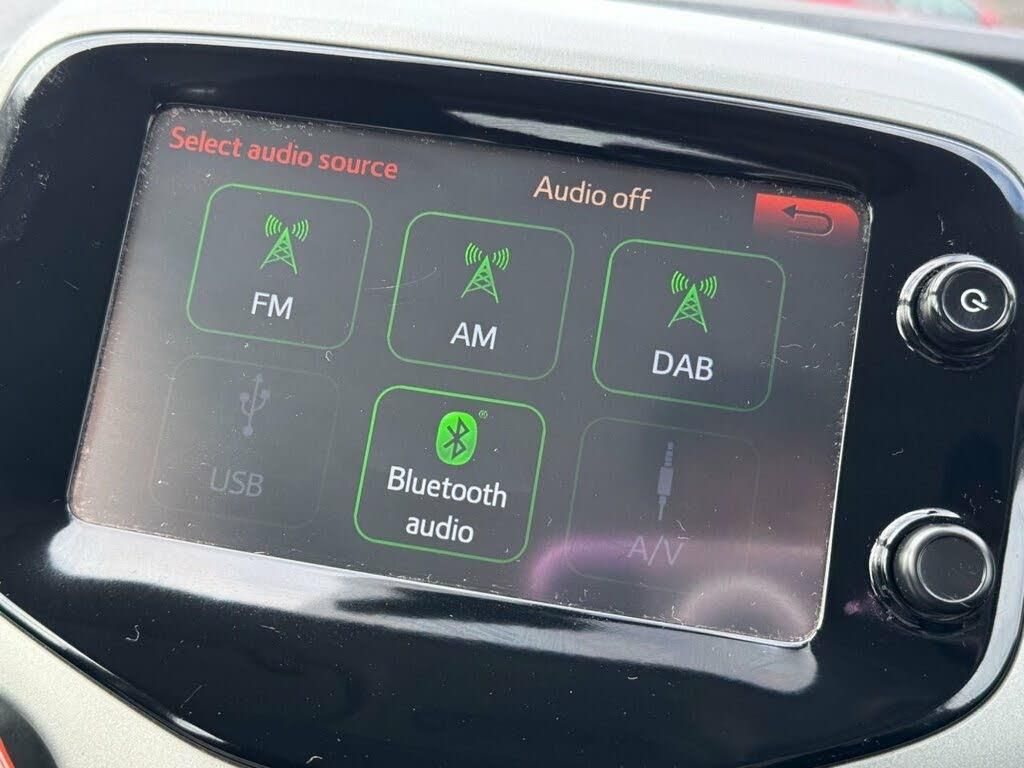 Select audio source
Audio off
FM
AM
DAB
USB
®
Bluetooth
audio
A/V